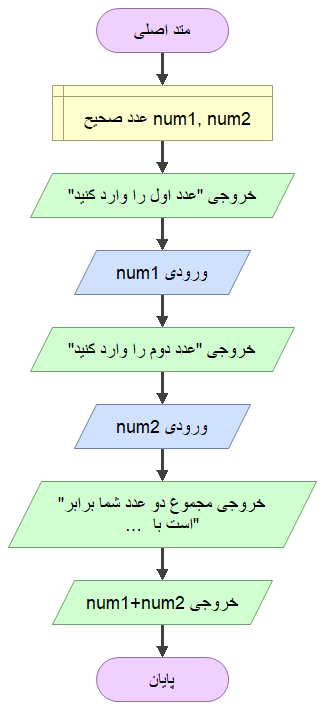 متد اصلی
عدد صحیح num1, num2
خروجی "عدد اول را وارد کنید"
ورودی num1
خروجی "عدد دوم را وارد کنید"
ورودی num2
خروجی مجموع دو عدد شما برابر"
"است با ...
خروجی num1+num2
پایان